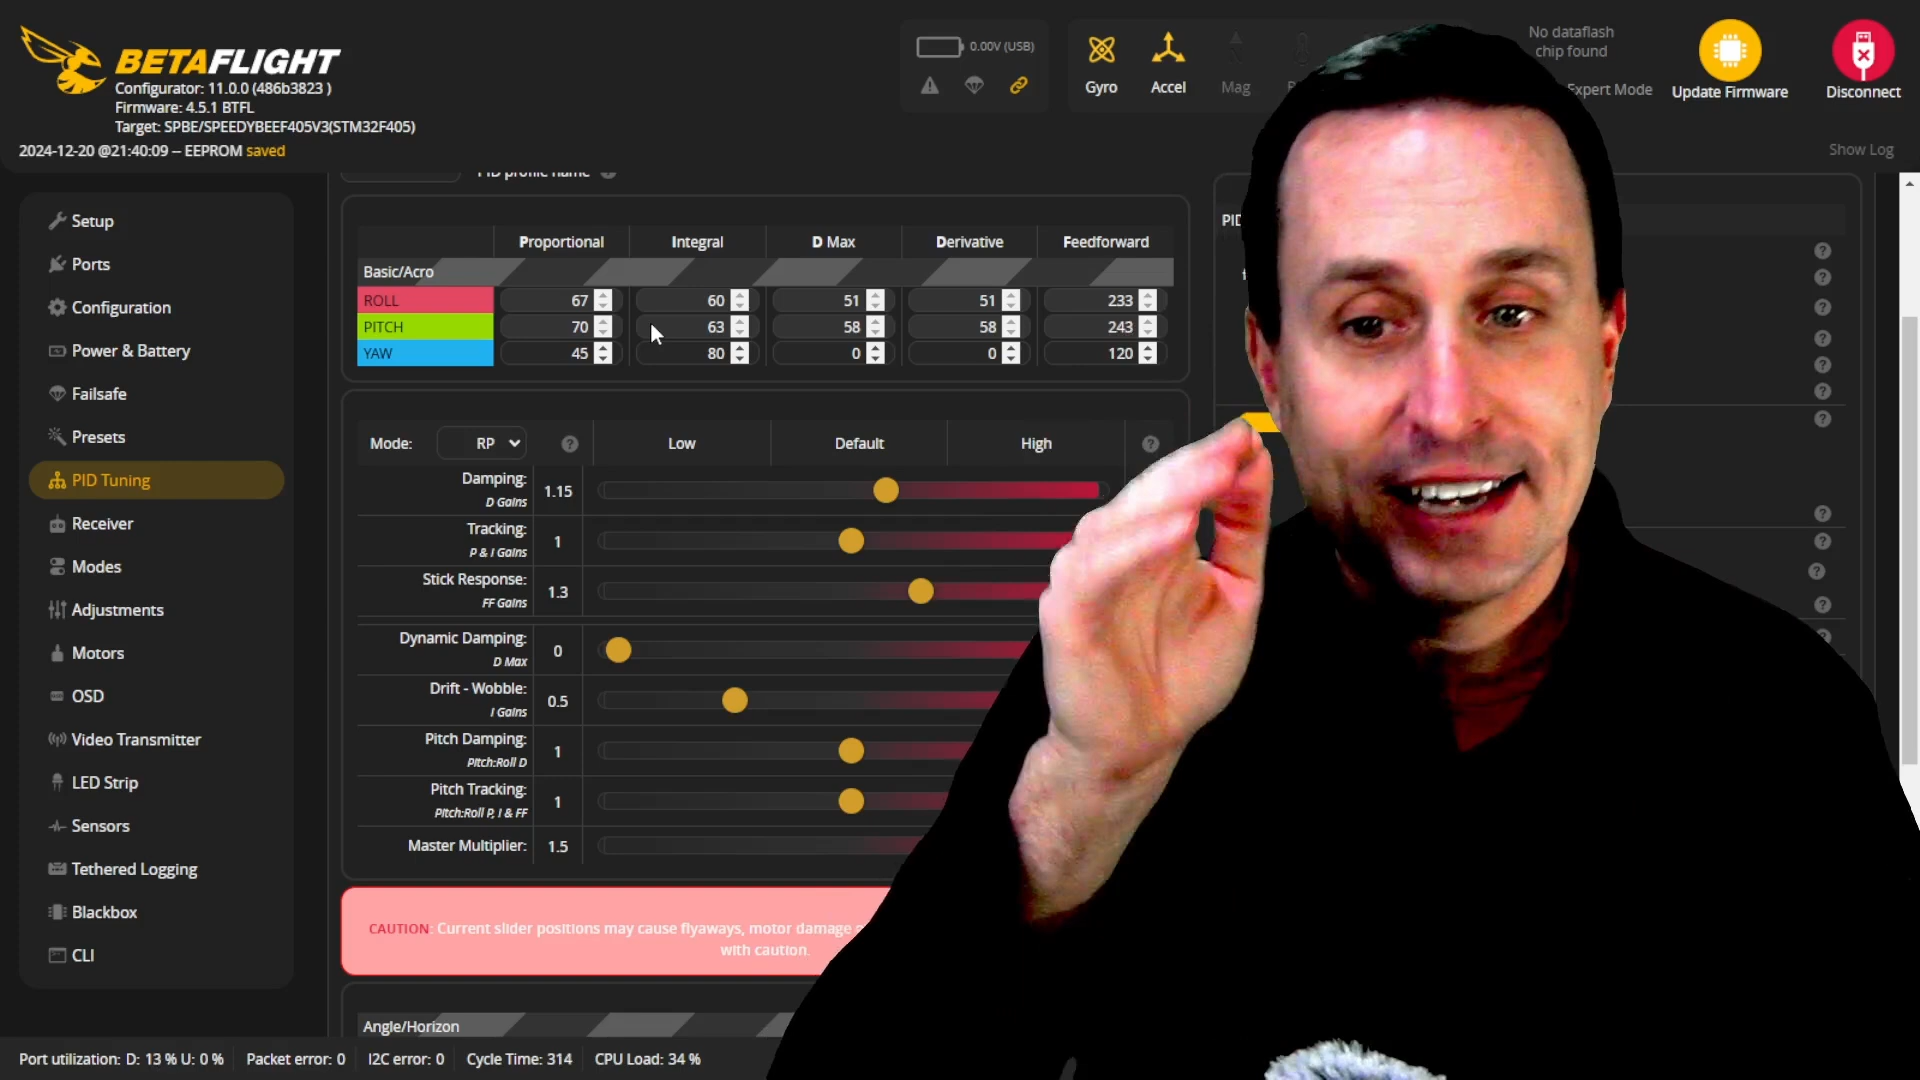 BETAFLIGHT
Configurator: 11.0.0 (486b3823 )
Firmware: 4.5.1 BTFL
Target: SPBE/SPEEDYBEEF405V3(STM32F405)
2024-12-20 @21:40:09 -- EEPROM saved
0.00V (USB)
Gyro
Accel
Mag
No dataflash
chip found
Expert Mode
Update Firmware
Disconnect
Show Log
Setup
Ports
Configuration
Power & Battery
Failsafe
Presets
PID Tuning
Receiver
Modes
Adjustments
Motors
OSD
Video Transmitter
LED Strip
Sensors
Tethered Logging
Blackbox
CLI
PID profile name
Proportional Integral D Max Derivative Feedforward
Basic/Acro
ROLL 67 60 51 51 233
PITCH 70 63 58 58 243
YAW 45 80 0 0 120
PID
Mode: RP Low Default High
Damping:
D Gains
1.15
Tracking:
P & I Gains
1
Stick Response:
FF Gains
1.3
Dynamic Damping:
D Max
0
Drift - Wobble:
I Gains
0.5
Pitch Damping:
Pitch:Roll D
1
Pitch Tracking:
Pitch:Roll P, I & FF
1
Master Multiplier: 1.5
CAUTION: Current slider positions may cause flyaways, motor damage
with caution.
Angle/Horizon
Port utilization: D: 13 % U: 0 % Packet error: 0 I2C error: 0 Cycle Time: 314 CPU Load: 34 %